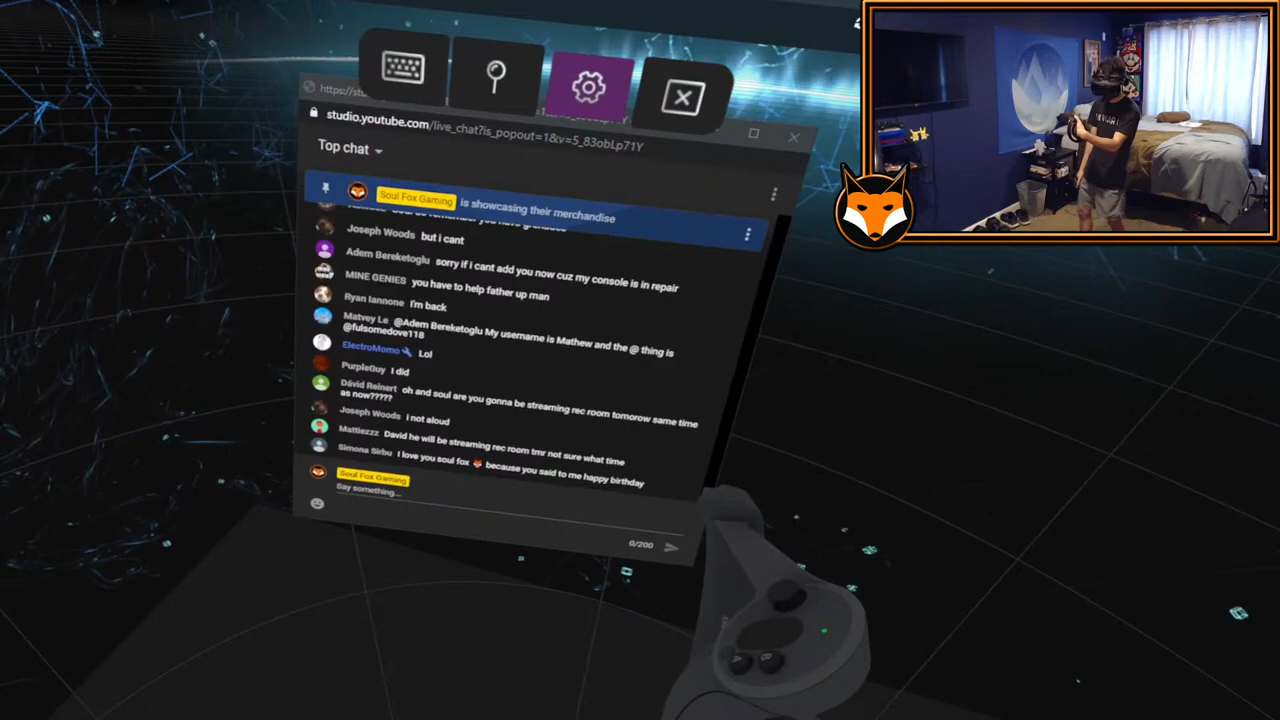 https://stu
studio.youtube.com/live_chat?is_popout=1&v=5_83obLp71Y
Top chat
Soul Fox Gaming is showcasing their merchandise
Joseph Woods but i cant
Adem Bereketoglu sorry if i cant add you now cuz my console is in repair
MINE GENIES you have to help father up man
Ryan Iannone I'm back
Matvey Le @Adem Bereketoglu My username is Mathew and the @ thing is
@fulsomedove118
ElectroMomo Lol
PurpleGuy I did
Dávid Reinert oh and soul are you gonna be streaming rec room tomorow same time
as now?????
Joseph Woods i not aloud
Mattiezzz David he will be streaming rec room tmr not sure what time
Simona Sirbu I love you soul fox 🦊 because you said to me happy birthday
Soul Fox Gaming
Say something...
0/200
A B